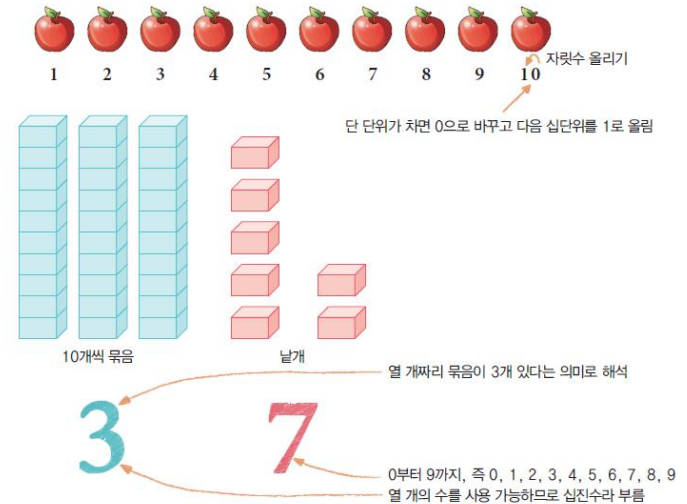 1 2 3 4 5 6 7 8 9 10
자릿수 올리기
단 단위가 차면 0으로 바꾸고 다음 십단위를 1로 올림
10개씩 묶음
낱개
열 개짜리 묶음이 3개 있다는 의미로 해석
3 7
0부터 9까지, 즉 0, 1, 2, 3, 4, 5, 6, 7, 8, 9
열 개의 수를 사용 가능하므로 십진수라 부름